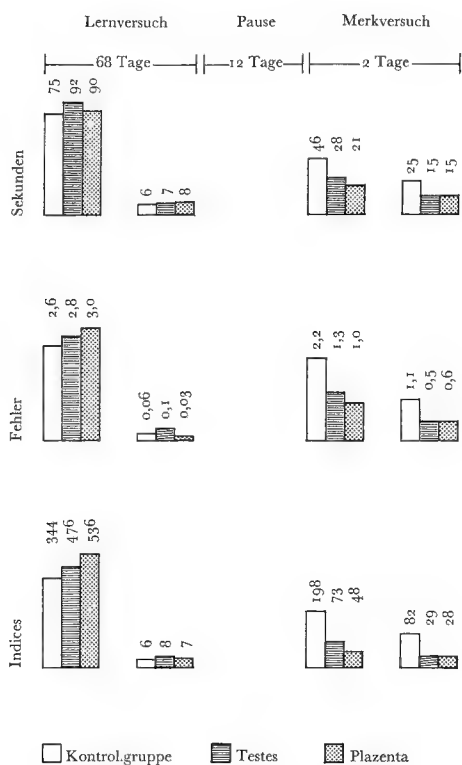 Lernversuch Pause Merkversuch
68 Tage 12 Tage 2 Tage
Sekunden
75 92 90
6 7 8
46 28 21
25 15 15
Fehler
2,6 2,8 3,0
0,06 0,1 0,03
2,2 1,3 1,0
1,1 0,5 0,6
Indices
344 476 536
6 8 7
198 73 48
82 29 28
Kontrol.gruppe Testes Plazenta